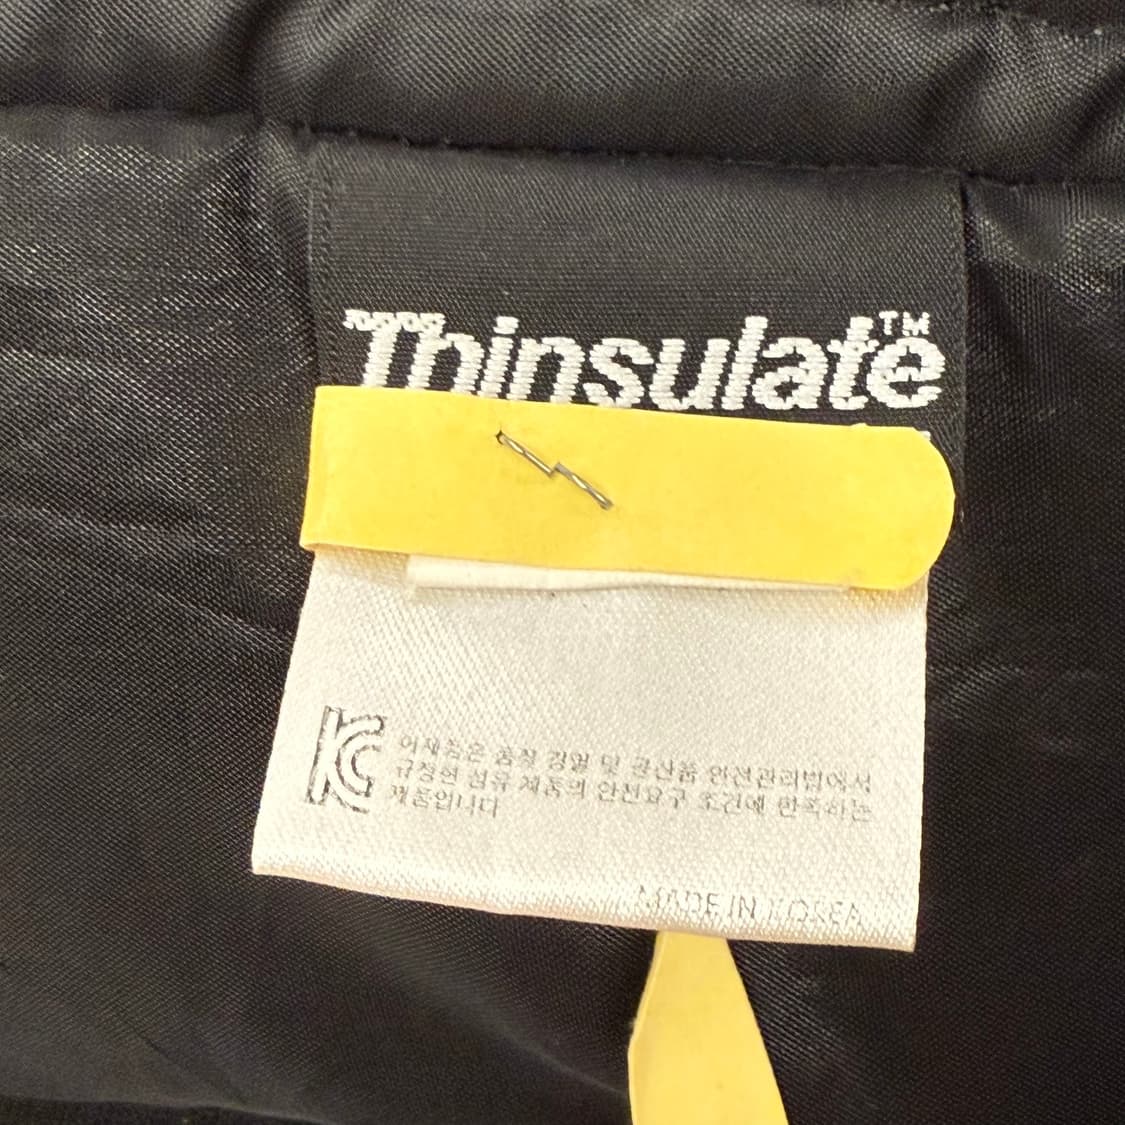 Thinsulate™
KC
이제품은 품질 경영 및 공산품 안전관리법에서
규정한 섬유 제품의 안전요구 조건에 만족하는
제품입니다
MADE IN KOREA